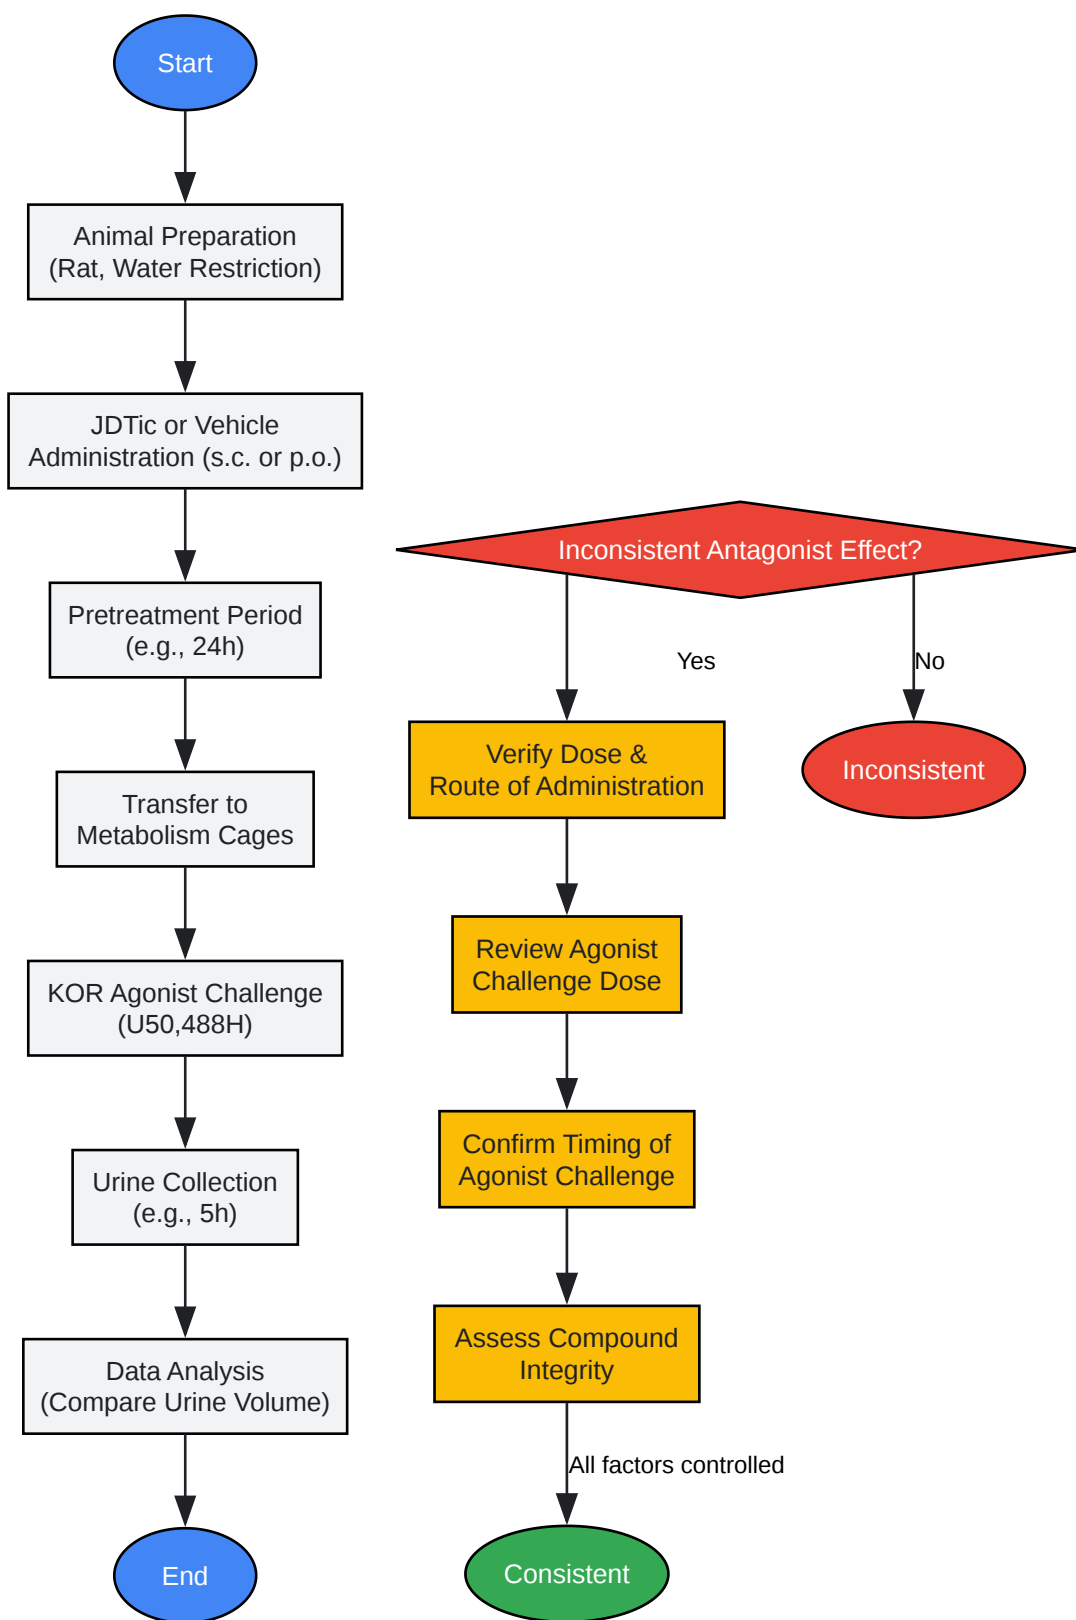 Start
Animal Preparation
(Rat, Water Restriction)
JDTic or Vehicle
Administration (s.c. or p.o.)
Pretreatment Period
(e.g., 24h)
Transfer to
Metabolism Cages
KOR Agonist Challenge
(U50,488H)
Urine Collection
(e.g., 5h)
Data Analysis
(Compare Urine Volume)
End
Inconsistent Antagonist Effect?
Yes
No
Verify Dose &
Route of Administration
Inconsistent
Review Agonist
Challenge Dose
Confirm Timing of
Agonist Challenge
Assess Compound
Integrity
All factors controlled
Consistent